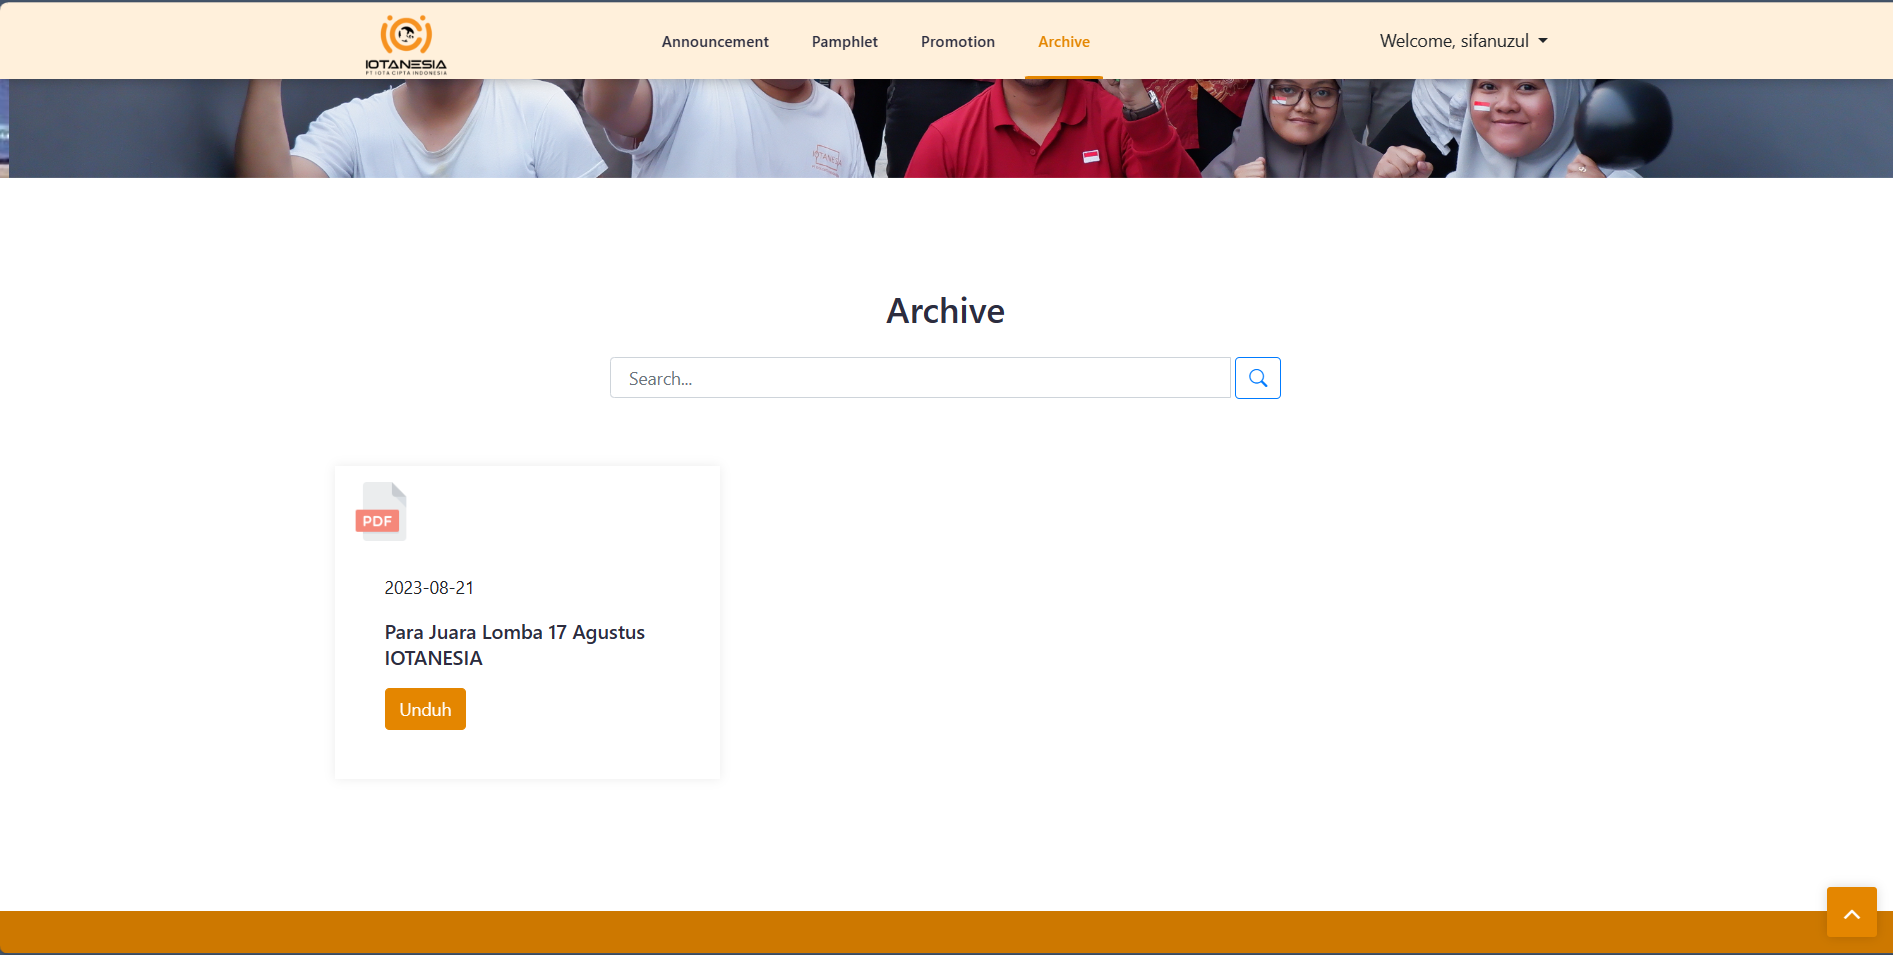 IOTANESIA
PT IOTA CIPTA INDONESIA
Announcement
Pamphlet
Promotion
Archive
Welcome, sifanuzul
IOTANESIA
Archive
Search...
PDF
2023-08-21
Para Juara Lomba 17 Agustus
IOTANESIA
Unduh